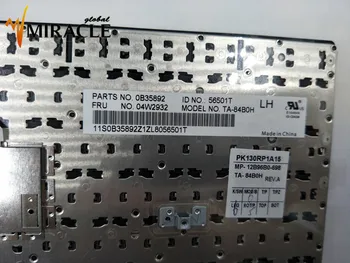 global
MIRACLE
PARTS NO. 0B35892 ID NO.: 56501T
FRU NO. 04W2932 MODEL NO. TA-84B0H
LH
11S0B35892Z1ZL8056501T
MADE IN CHINA
PK130RP1A18
MP-12B96B0-698
TA-84B0H REV:A